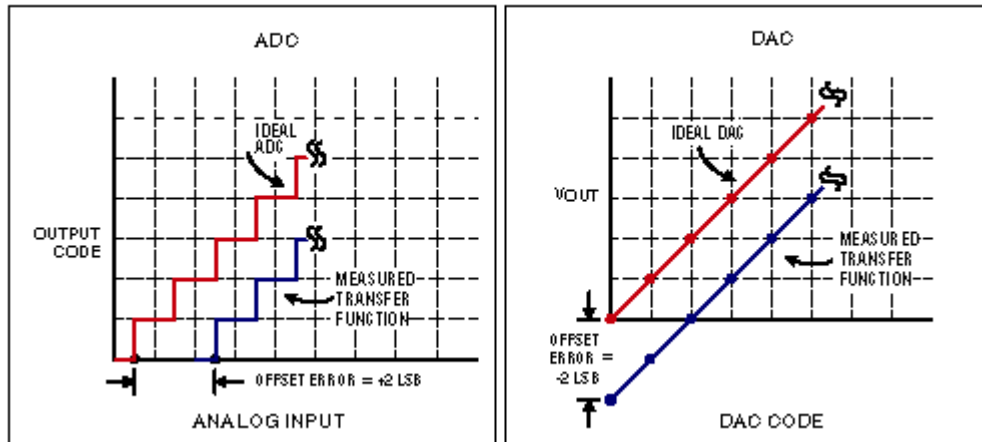 ADC
IDEAL
ADC
OUTPUT
CODE
MEASURED
TRANSFER
FUNCTION
OFFSET ERROR = +2 LSB
ANALOG INPUT
DAC
IDEAL DAC
VOUT
MEASURED
TRANSFER
FUNCTION
OFFSET
ERROR =
-2 LSB
DAC CODE